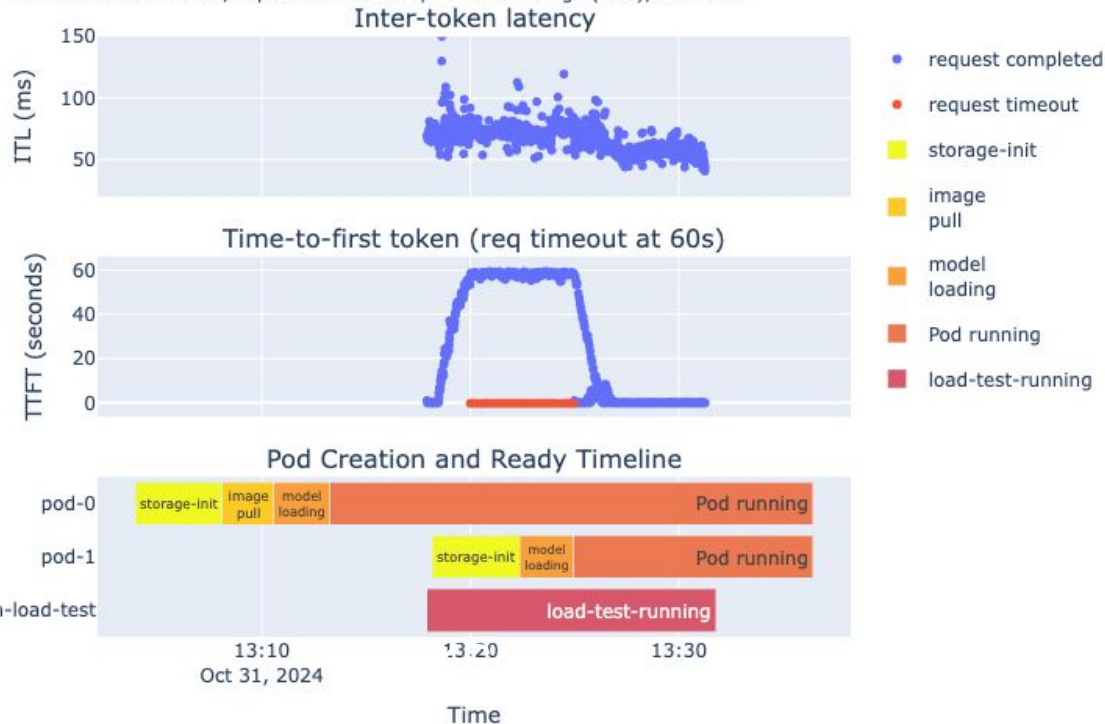 Inter-token latency
150
100
50
ITL (ms)
request completed
request timeout
storage-init
image
pull
model
loading
Pod running
load-test-running
Time-to-first token (req timeout at 60s)
60
40
20
0
TTFT (seconds)
Pod Creation and Ready Timeline
pod-0
storage-init
image
pull
model
loading
Pod running
pod-1
storage-init
model
loading
Pod running
-load-test
load-test-running
13:10
13:20
13:30
Oct 31, 2024
Time